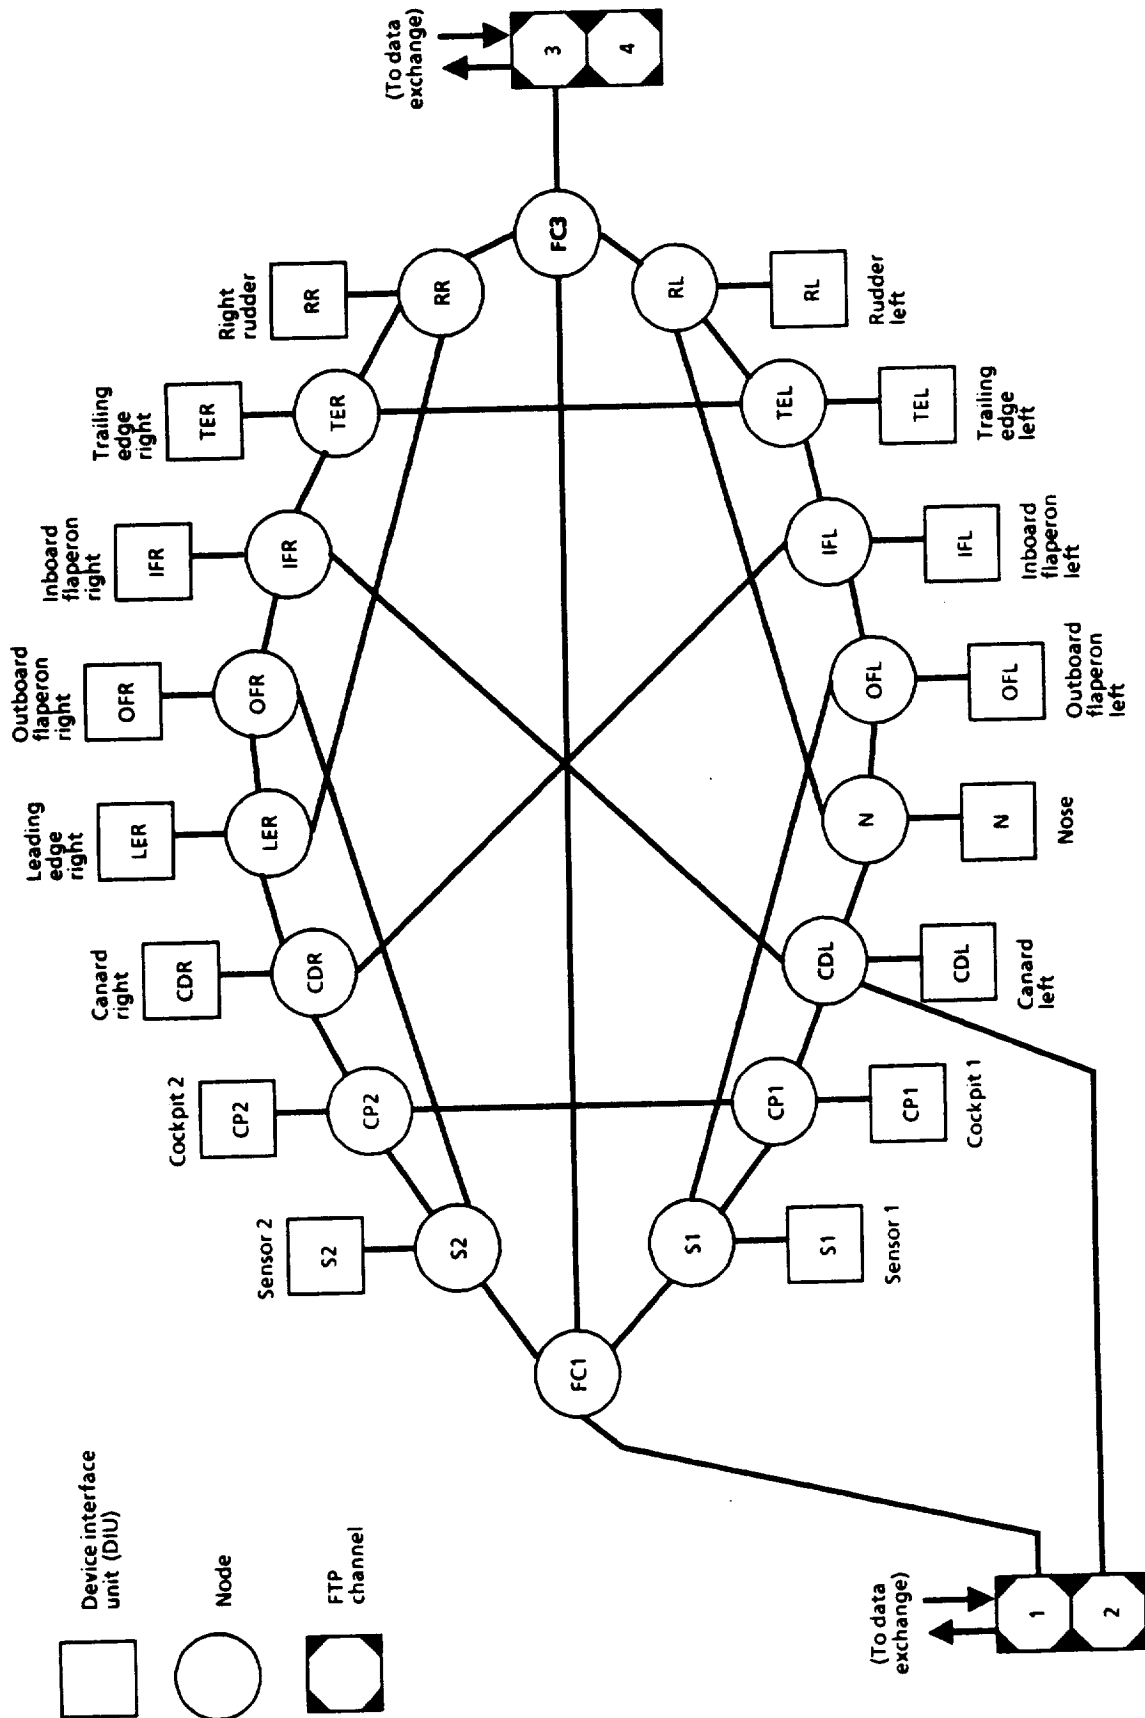 Device interface
unit (DIU)
Node
FTP
channel
(To data
exchange)
1
2
(To data
exchange)
3
4
FC1
FC3
Sensor 2
S2
S2
Cockpit 2
CP2
CP2
Canard
right
CDR
CDR
Leading
edge
right
LER
LER
Outboard
flaperon
right
OFR
OFR
Inboard
flaperon
right
IFR
IFR
Trailing
edge
right
TER
TER
Right
rudder
RR
RR
S1
S1
Sensor 1
CP1
CP1
Cockpit 1
CDL
CDL
Canard
left
N
N
Nose
OFL
OFL
Outboard
flaperon
left
IFL
IFL
Inboard
flaperon
left
TEL
TEL
Trailing
edge
left
RL
RL
Rudder
left